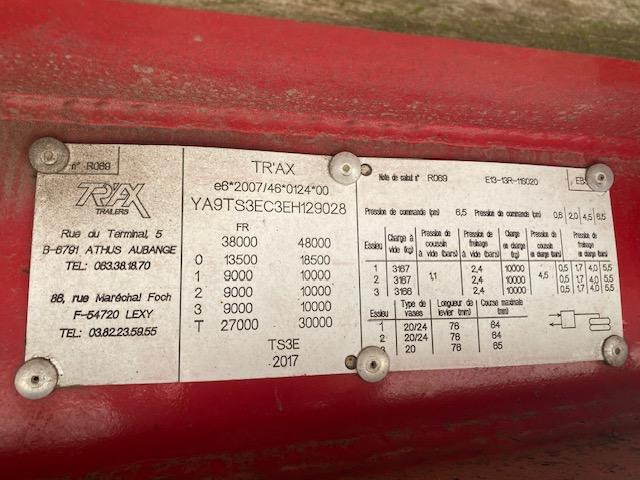 n° R089
TR'AX
TRAILERS
Rue du Terminal, 5
B-6791 ATHUS AUBANGE
TEL: 063.38.18.70
88, rue Maréchal Foch
F-54720 LEXY
TEL: 03.82.23.59.55
TR'AX
e6*2007/46*0124*00
YA9TS3EC3EH129028
FR
38000 48000
0 13500 18500
1 9000 10000
2 9000 10000
3 9000 10000
T 27000 30000
TS3E
2017
Note de calcul n° R089 E13-13R-116020 EBS
Pression de commande (pm) 6,5 Pression de commande (pm) 0,6 2,0 4,5 6,5
Essieu Charge à vide (kg) Pression de coussin à vide (bars) Pression de freinage à vide (bars) Charge en charge (kg) Pression de coussin en charge (bars) Pression de freinage en charge (bars)
1 3167 1,1 2,4 10000 4,5 0,5 1,7 4,0 5,5
2 3167 2,4 10000 0,5 1,7 4,0 5,5
3 3166 2,4 10000 0,5 1,7 4,0 5,5
Essieu Type de vases Longueur de levier (mm) Course maximale (mm)
1 20/24 76 64
2 20/24 76 64
3 20 76 65